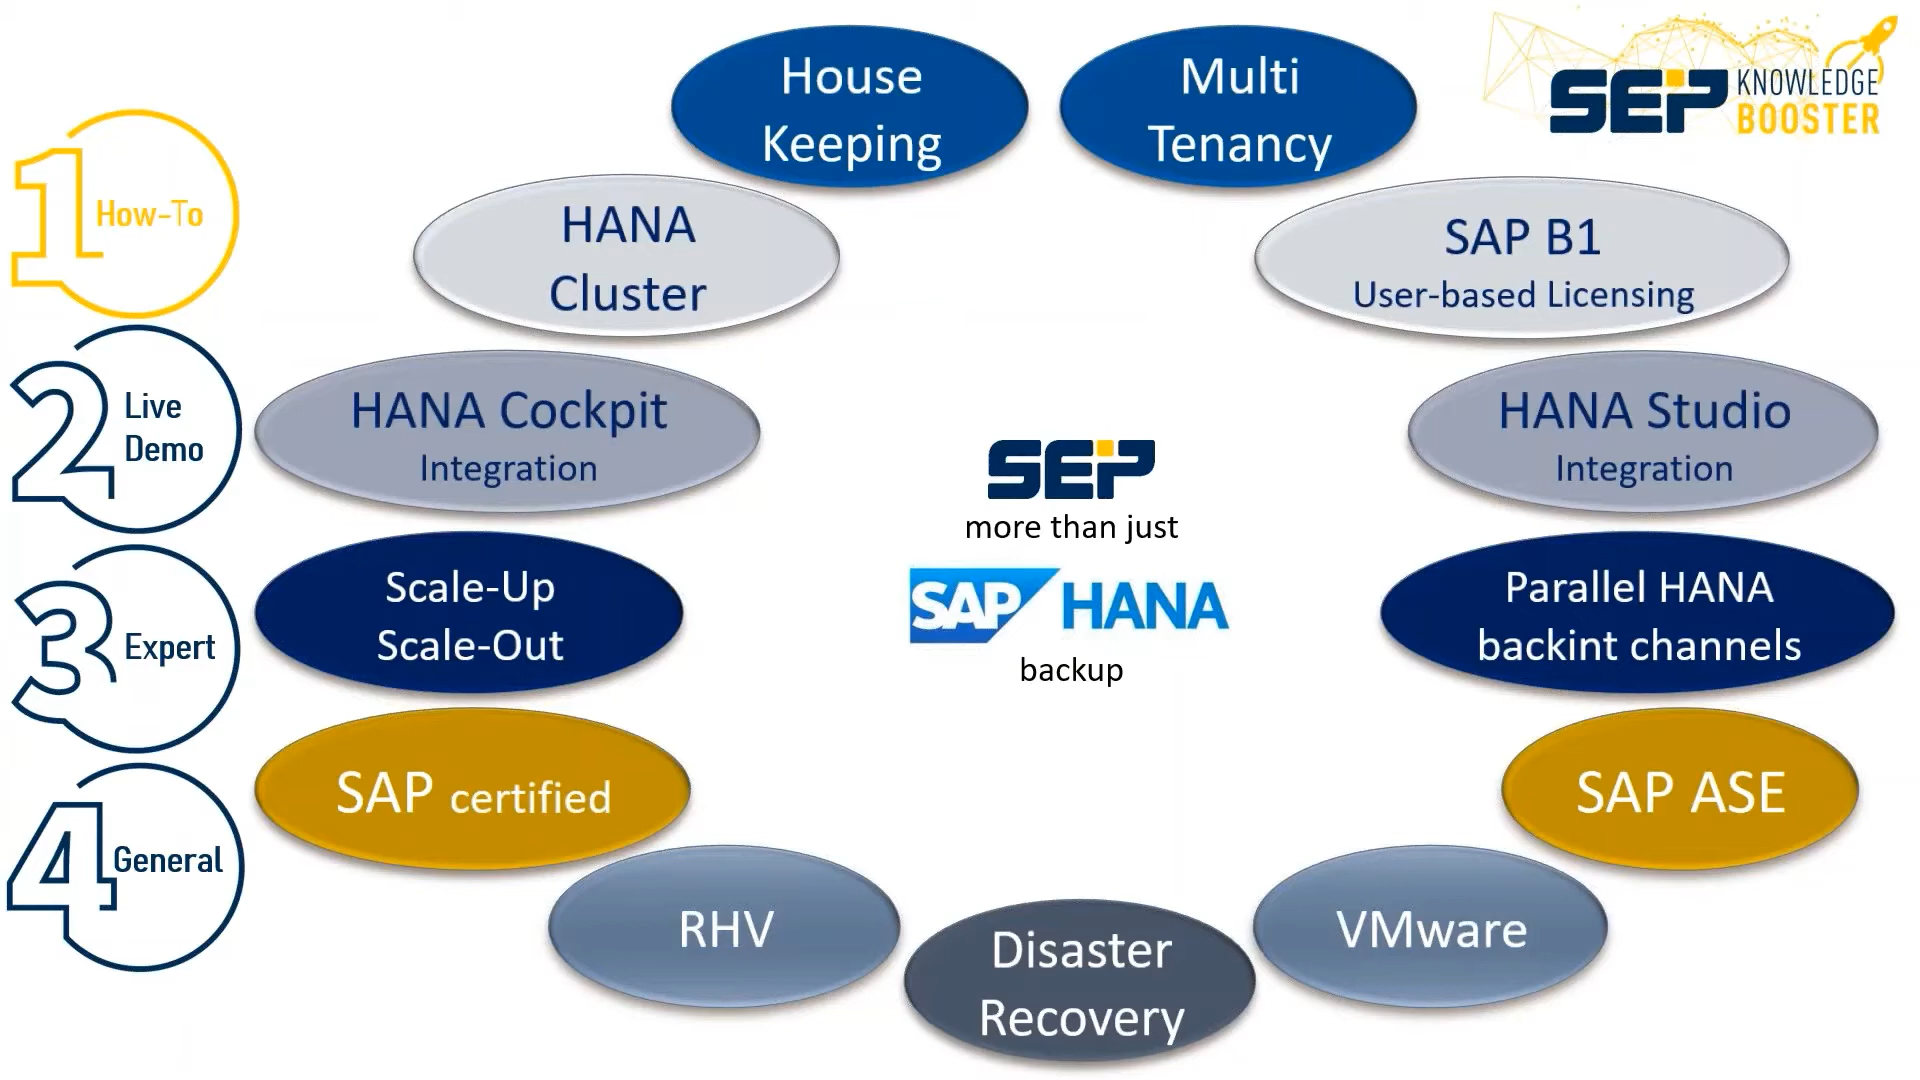 House
Keeping
Multi
Tenancy
SEP KNOWLEDGE
BOOSTER
1 How-To
HANA
Cluster
SAP B1
User-based Licensing
2 Live
Demo
HANA Cockpit
Integration
HANA Studio
Integration
SEP
more than just
SAP HANA
backup
3 Expert
Scale-Up
Scale-Out
Parallel HANA
backint channels
4 General
SAP certified
SAP ASE
RHV
Disaster
Recovery
VMware